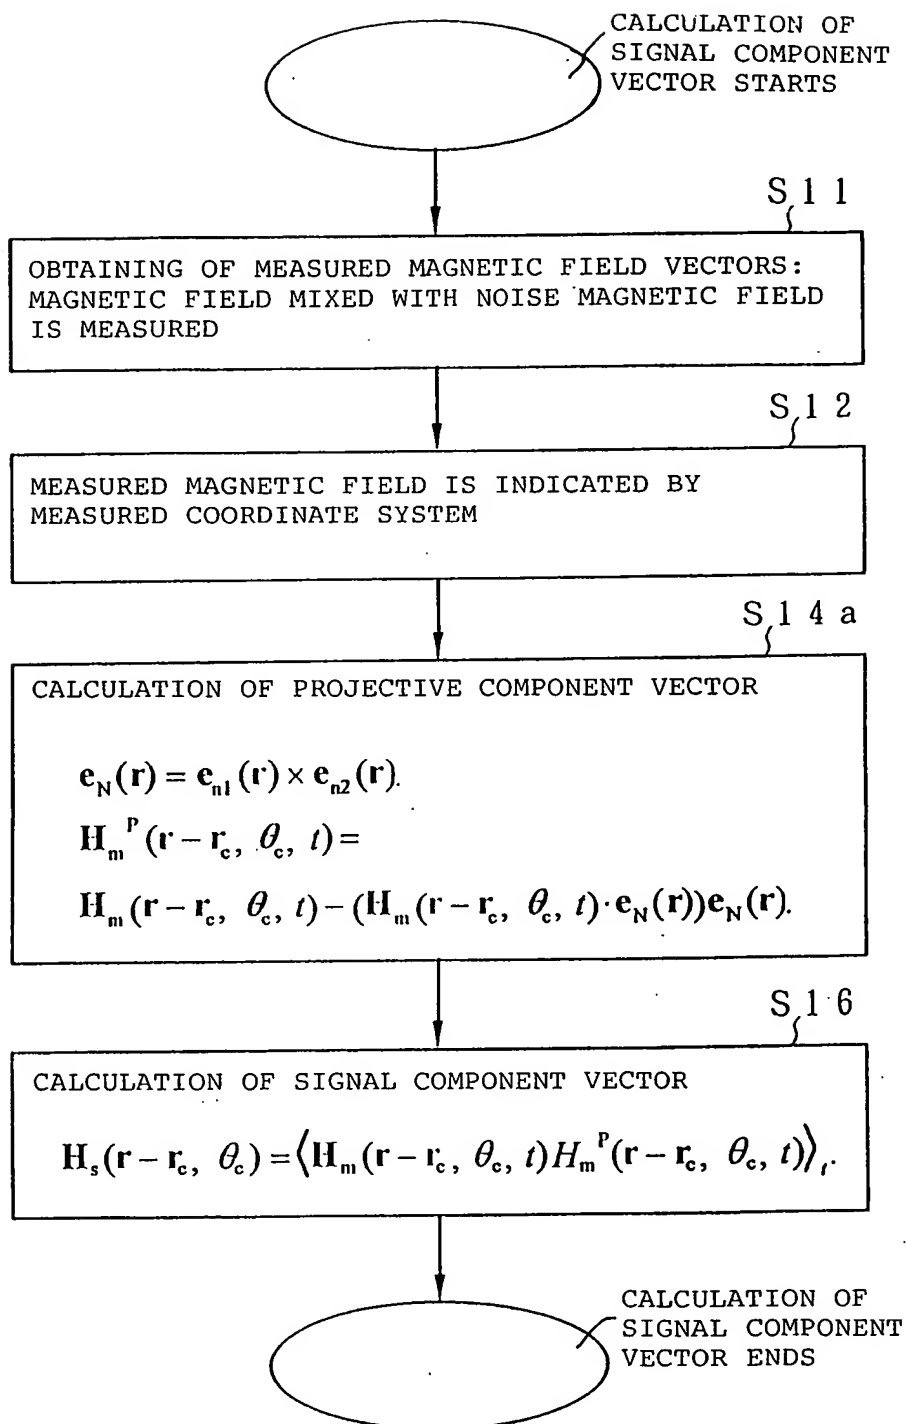 CALCULATION OF
SIGNAL COMPONENT
VECTOR STARTS
S11
OBTAINING OF MEASURED MAGNETIC FIELD VECTORS:
MAGNETIC FIELD MIXED WITH NOISE MAGNETIC FIELD
IS MEASURED
S12
MEASURED MAGNETIC FIELD IS INDICATED BY
MEASURED COORDINATE SYSTEM
S14a
CALCULATION OF PROJECTIVE COMPONENT VECTOR
e_N(r) = e_n1(r) × e_n2(r).
H_m^P(r − r_c, θ_c, t) =
H_m(r − r_c, θ_c, t) − (H_m(r − r_c, θ_c, t) · e_N(r))e_N(r).
S16
CALCULATION OF SIGNAL COMPONENT VECTOR
H_s(r − r_c, θ_c) = ⟨H_m(r − r_c, θ_c, t)H_m^P(r − r_c, θ_c, t)⟩_t.
CALCULATION OF
SIGNAL COMPONENT
VECTOR ENDS